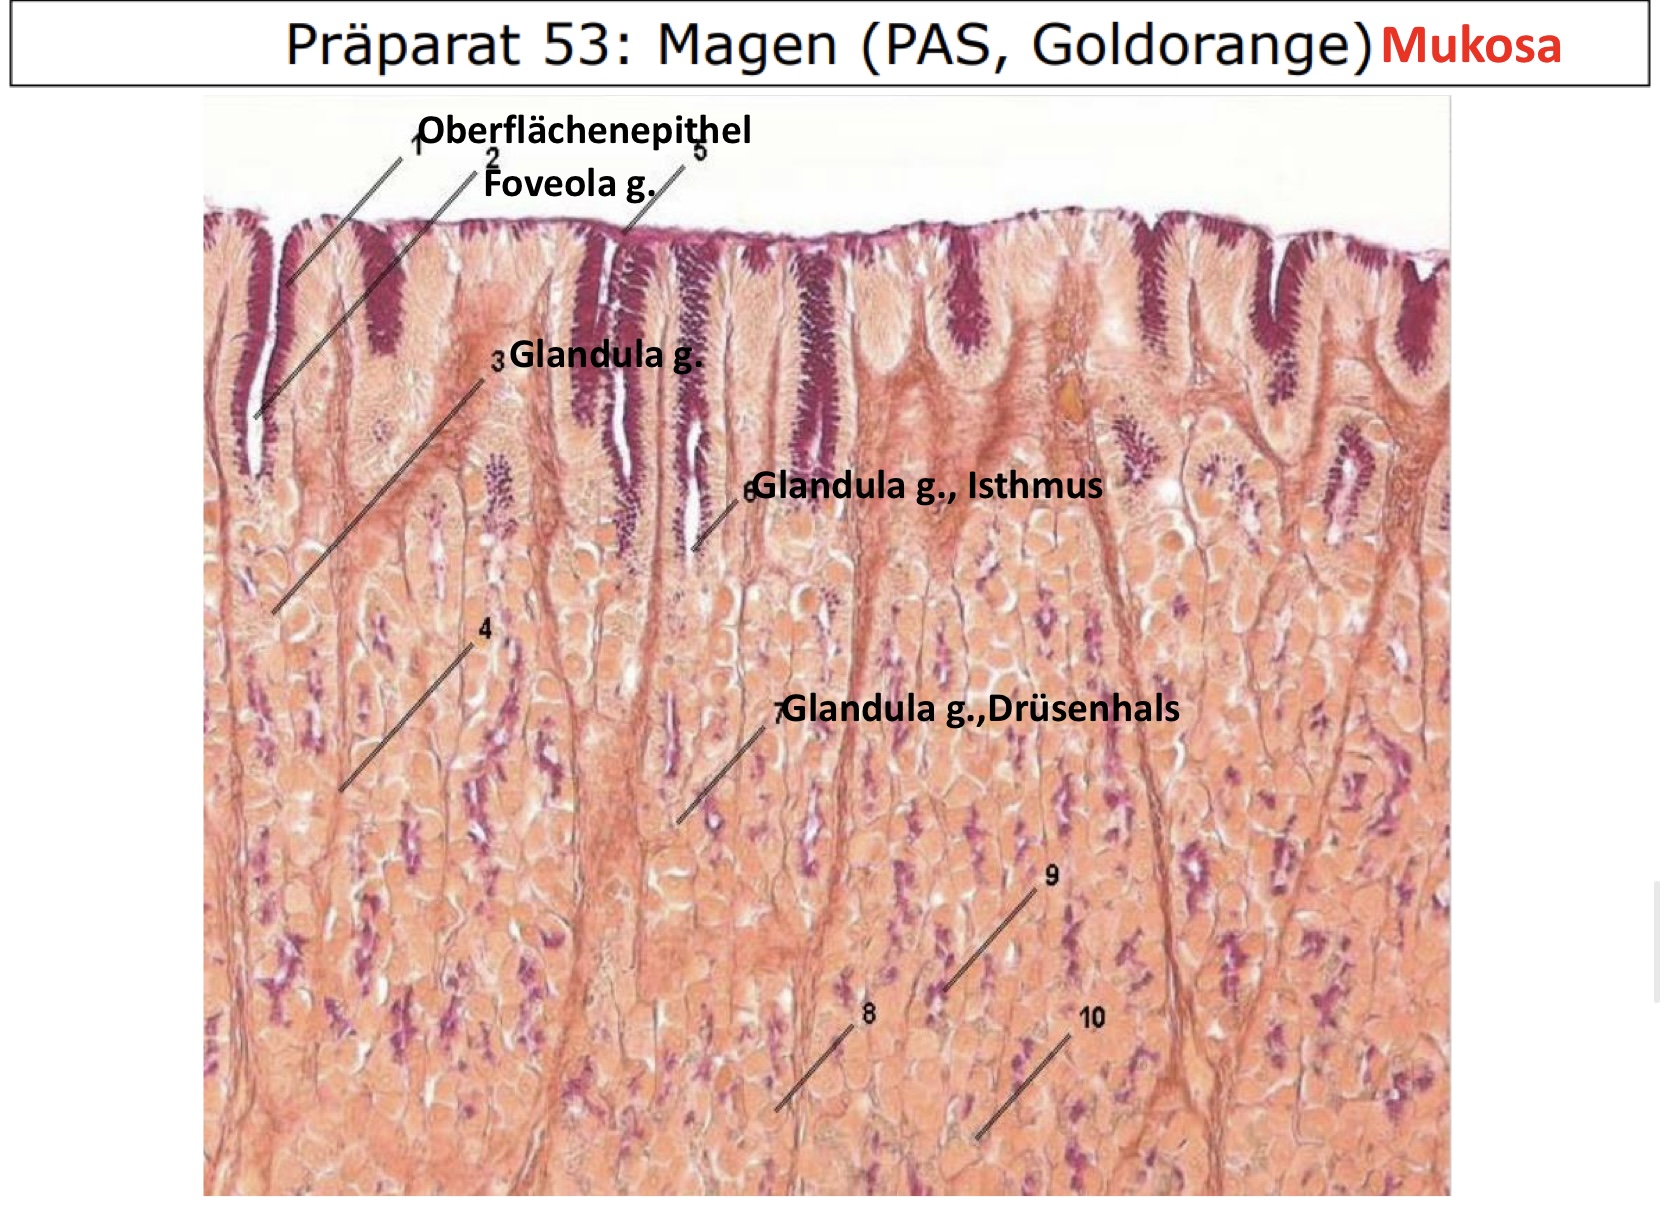 Präparat 53: Magen (PAS, Goldorange) Mukosa
1 Oberflächenepithel
2 Foveola g.
5
3 Glandula g.
6 Glandula g., Isthmus
4
7 Glandula g.,Drüsenhals
9
8
10